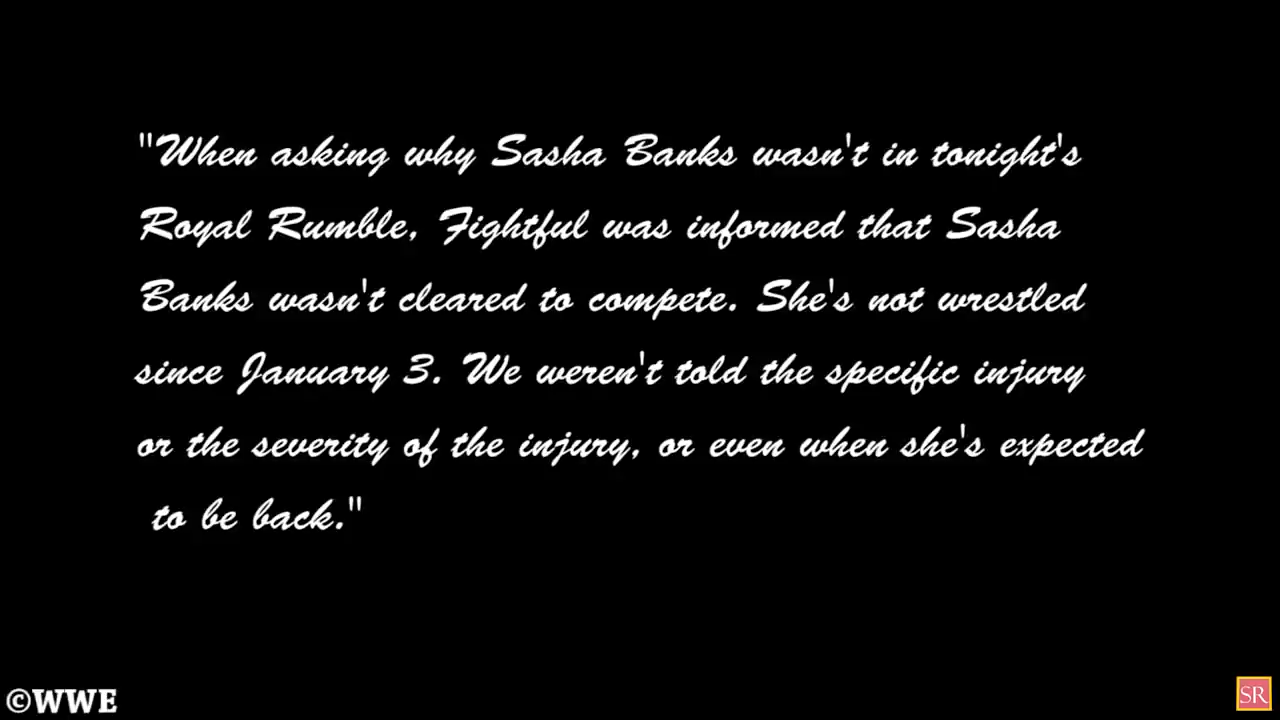 "When asking why Sasha Banks wasn't in tonight's
Royal Rumble, Fightful was informed that Sasha
Banks wasn't cleared to compete. She's not wrestled
since January 3. We weren't told the specific injury
or the severity of the injury, or even when she's expected
to be back."
©WWE
SR